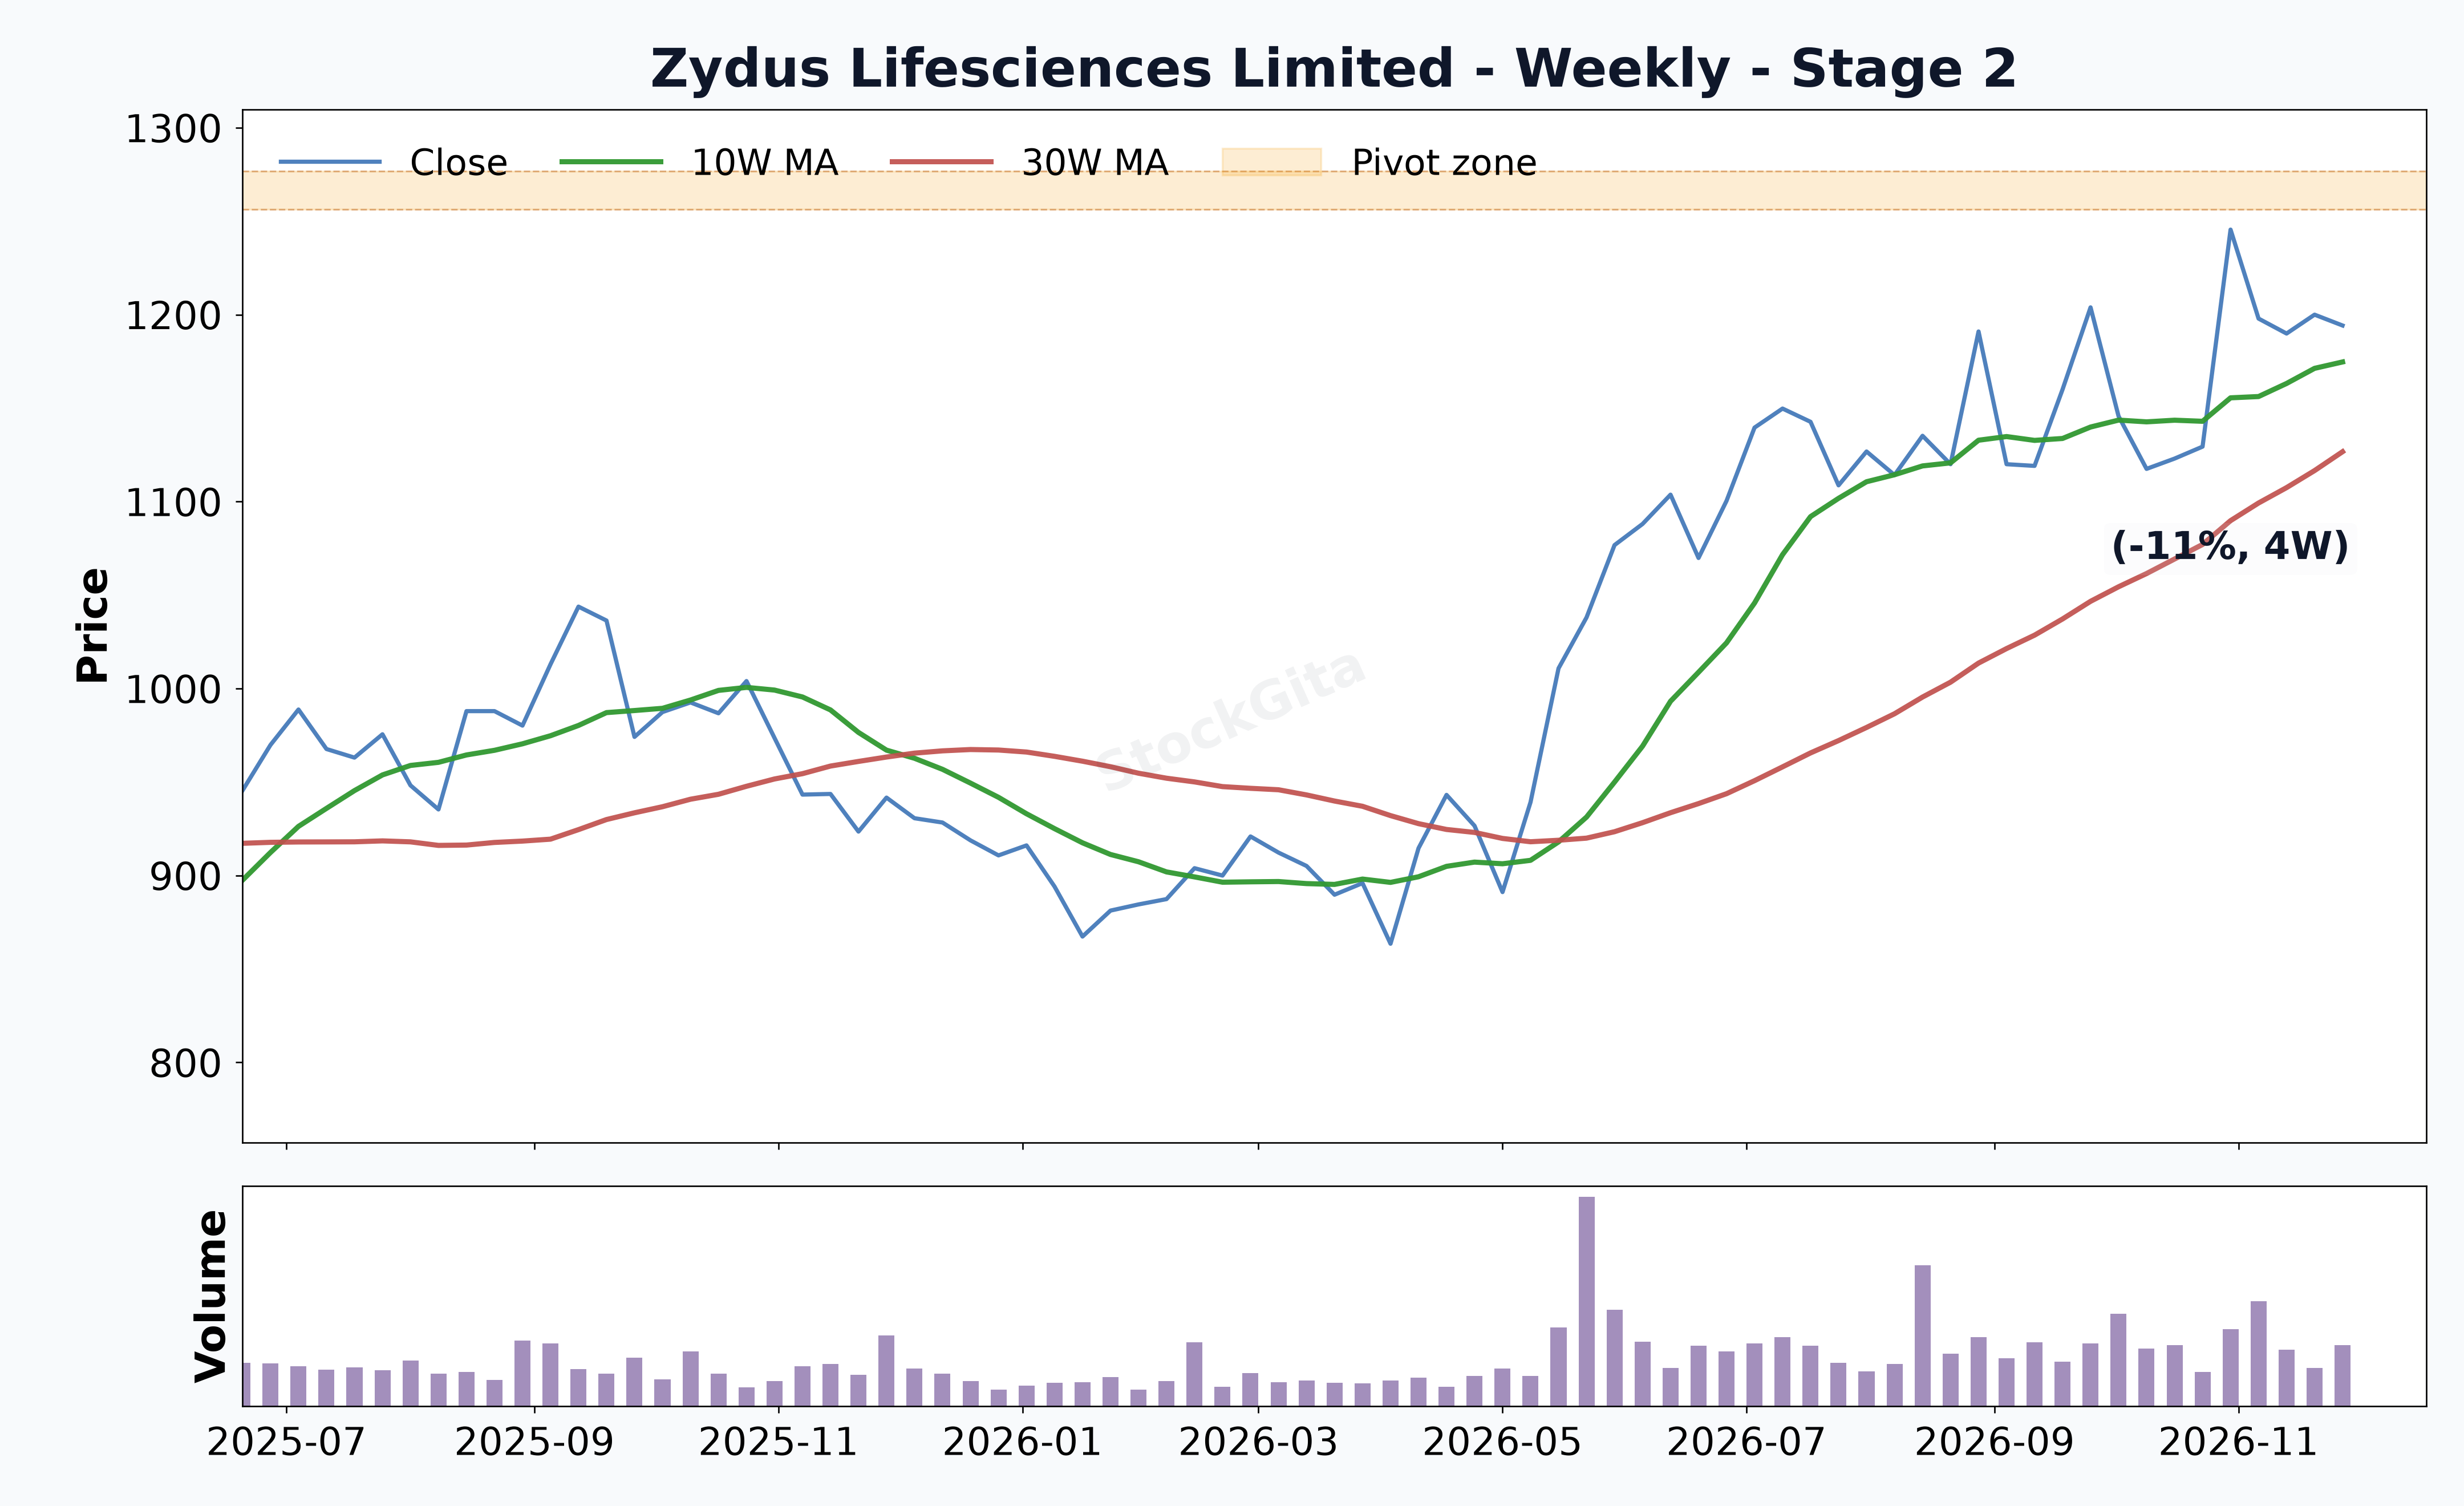 Zydus Lifesciences Limited - Weekly - Stage 2
Close 10W MA 30W MA Pivot zone
1300
1200
1100
1000
900
800
Price
(-11%, 4W)
StockGita
Volume
2025-07 2025-09 2025-11 2026-01 2026-03 2026-05 2026-07 2026-09 2026-11